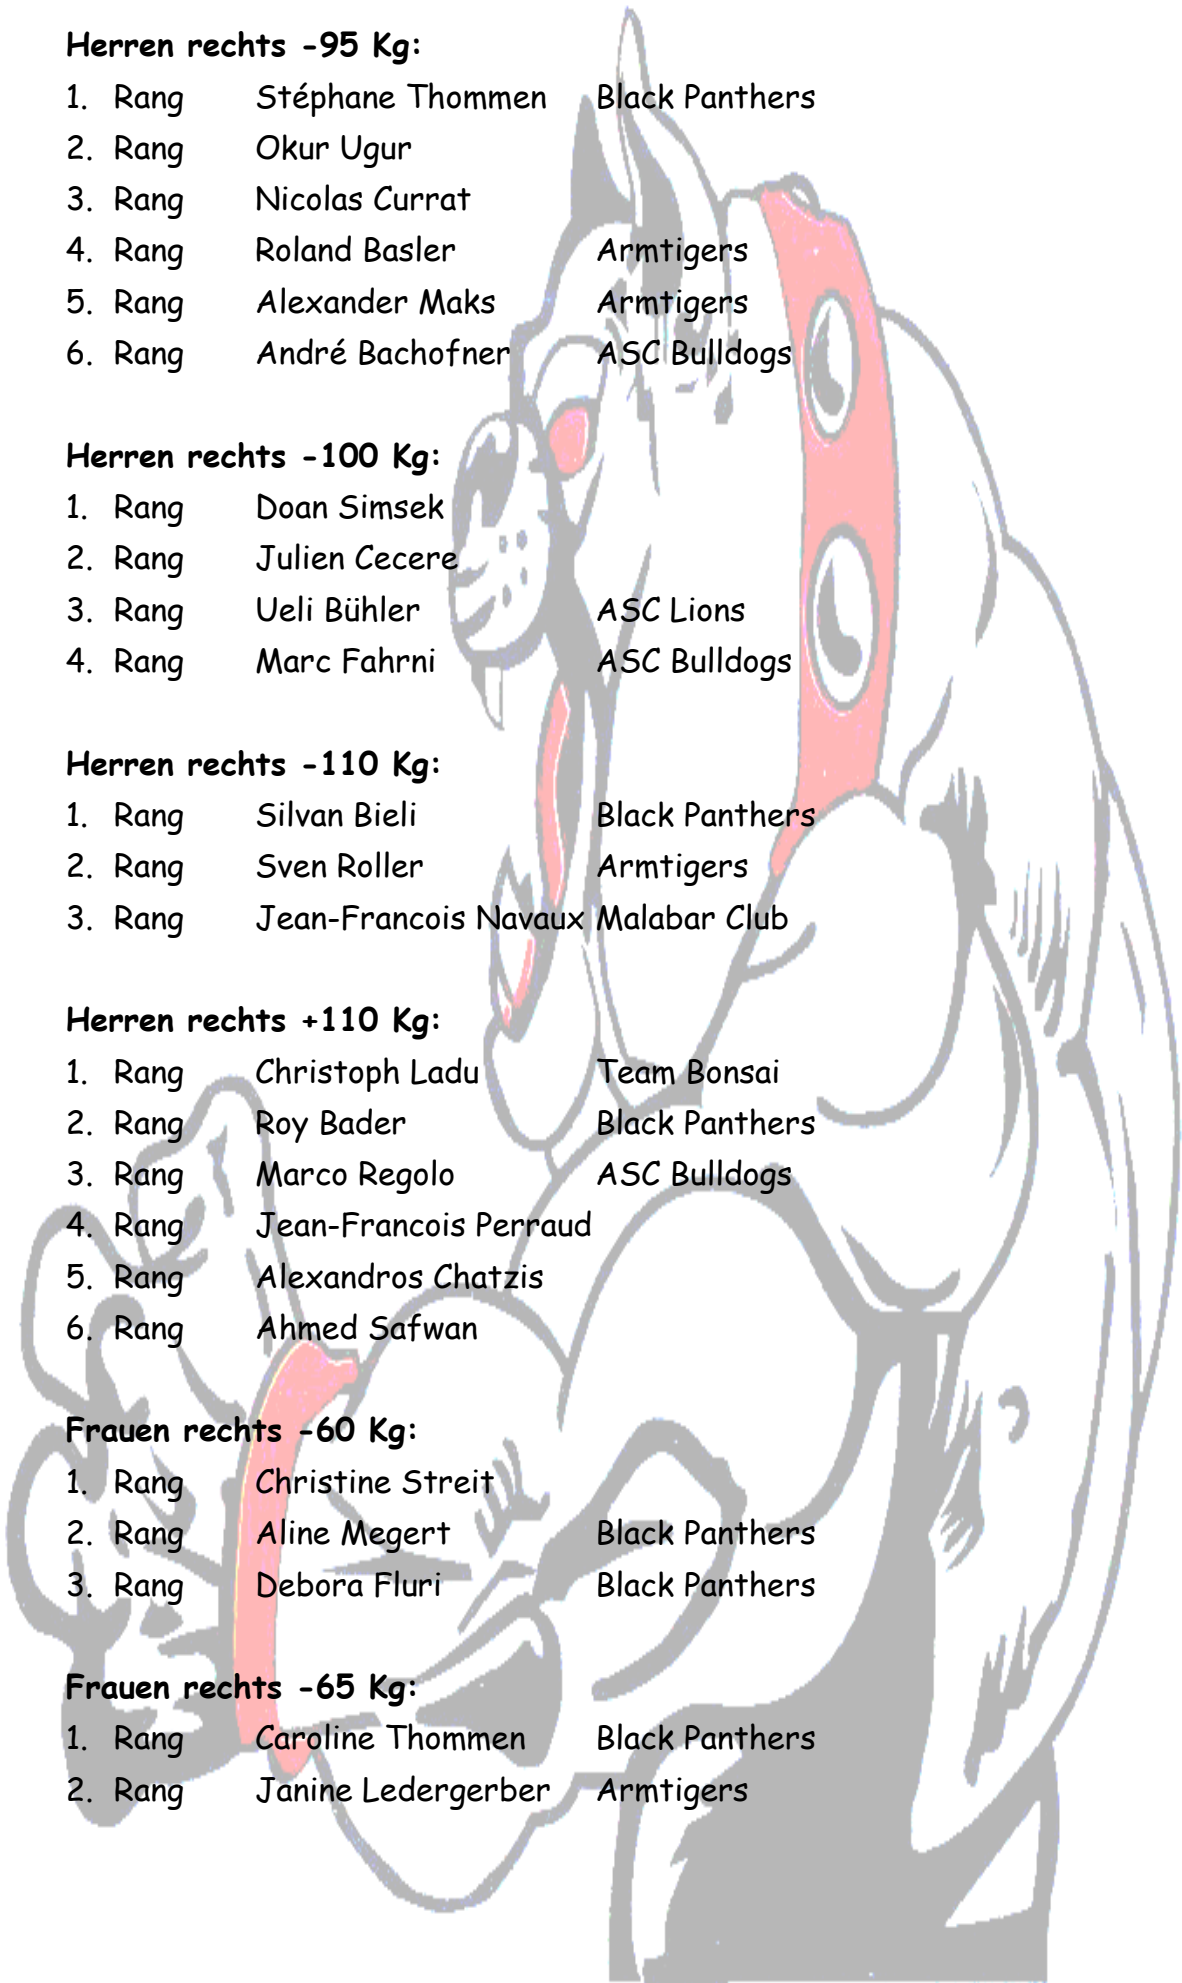 Herren rechts -95 Kg:
1. Rang Stéphane Thommen Black Panthers
2. Rang Okur Ugur
3. Rang Nicolas Currat
4. Rang Roland Basler Armtigers
5. Rang Alexander Maks Armtigers
6. Rang André Bachofner ASC Bulldogs
Herren rechts -100 Kg:
1. Rang Doan Simsek
2. Rang Julien Cecere
3. Rang Ueli Bühler ASC Lions
4. Rang Marc Fahrni ASC Bulldogs
Herren rechts -110 Kg:
1. Rang Silvan Bieli Black Panthers
2. Rang Sven Roller Armtigers
3. Rang Jean-Francois Navaux Malabar Club
Herren rechts +110 Kg:
1. Rang Christoph Ladu Team Bonsai
2. Rang Roy Bader Black Panthers
3. Rang Marco Regolo ASC Bulldogs
4. Rang Jean-Francois Perraud
5. Rang Alexandros Chatzis
6. Rang Ahmed Safwan
Frauen rechts -60 Kg:
1. Rang Christine Streit
2. Rang Aline Megert Black Panthers
3. Rang Debora Fluri Black Panthers
Frauen rechts -65 Kg:
1. Rang Caroline Thommen Black Panthers
2. Rang Janine Ledergerber Armtigers